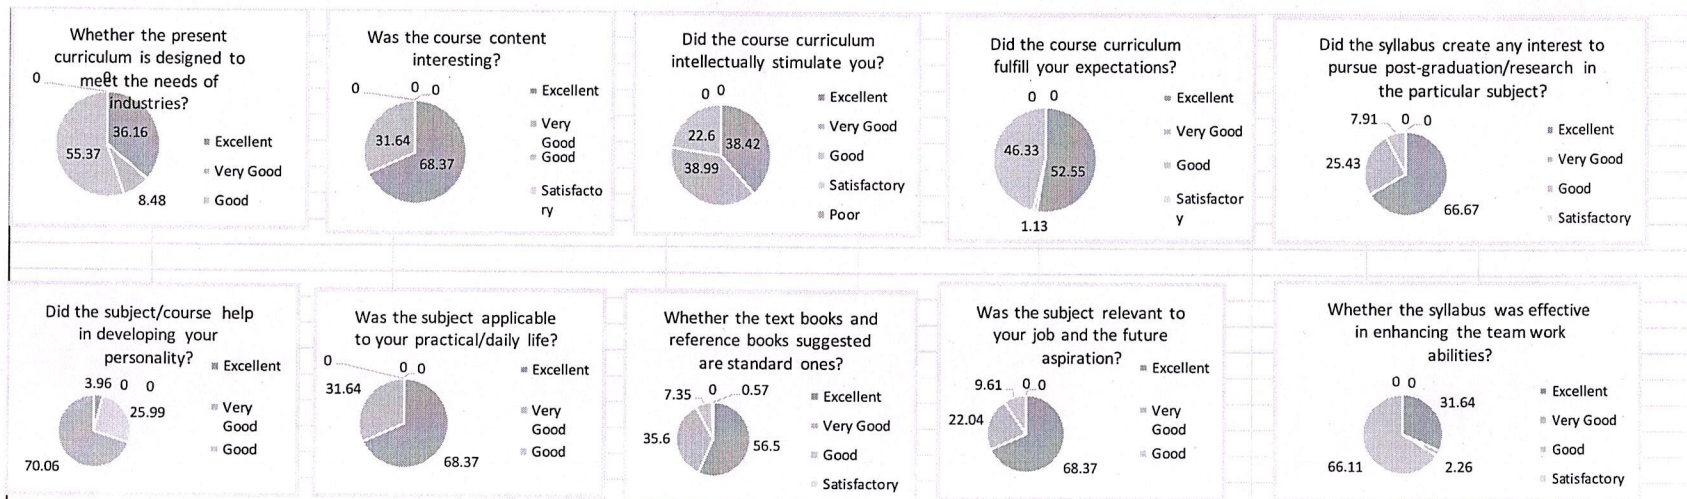 Whether the present
curriculum is designed to
meet the needs of
industries?
0
0
36.16
55.37
8.48
Excellent
Very Good
Good
Was the course content
interesting?
0
0
0
31.64
68.37
Excellent
Very
Good
Good
Satisfacto
ry
Did the course curriculum
intellectually stimulate you?
0
0
22.6
38.42
38.99
Excellent
Very Good
Good
Satisfactory
Poor
Did the course curriculum
fulfill your expectations?
0
0
46.33
52.55
1.13
Excellent
Very Good
Good
Satisfactor
y
Did the syllabus create any interest to
pursue post-graduation/research in
the particular subject?
7.91
0
0
25.43
66.67
Excellent
Very Good
Good
Satisfactory
Did the subject/course help
in developing your
personality?
3.96
0
0
25.99
70.06
Excellent
Very
Good
Good
Was the subject applicable
to your practical/daily life?
0
0
0
31.64
68.37
Excellent
Very
Good
Good
Whether the text books and
reference books suggested
are standard ones?
7.35
0
0.57
35.6
56.5
Excellent
Very Good
Good
Satisfactory
Was the subject relevant to
your job and the future
aspiration?
9.61
0
0
22.04
68.37
Excellent
Very
Good
Good
Whether the syllabus was effective
in enhancing the team work
abilities?
0
0
31.64
66.11
2.26
Excellent
Very Good
Good
Satisfactory